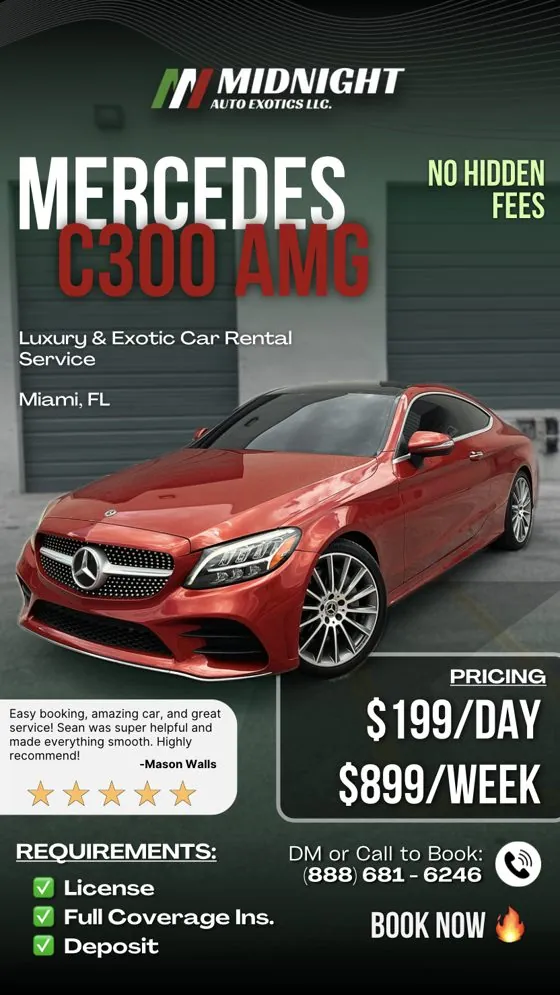 MIDNIGHT
AUTO EXOTICS LLC.
MERCEDES
C300 AMG
NO HIDDEN
FEES
Luxury & Exotic Car Rental
Service
Miami, FL
PRICING
$199/DAY
$899/WEEK
Easy booking, amazing car, and great
service! Sean was super helpful and
made everything smooth. Highly
recommend!
-Mason Walls
REQUIREMENTS:
✅ License
✅ Full Coverage Ins.
✅ Deposit
DM or Call to Book:
(888) 681 - 6246
BOOK NOW 🔥